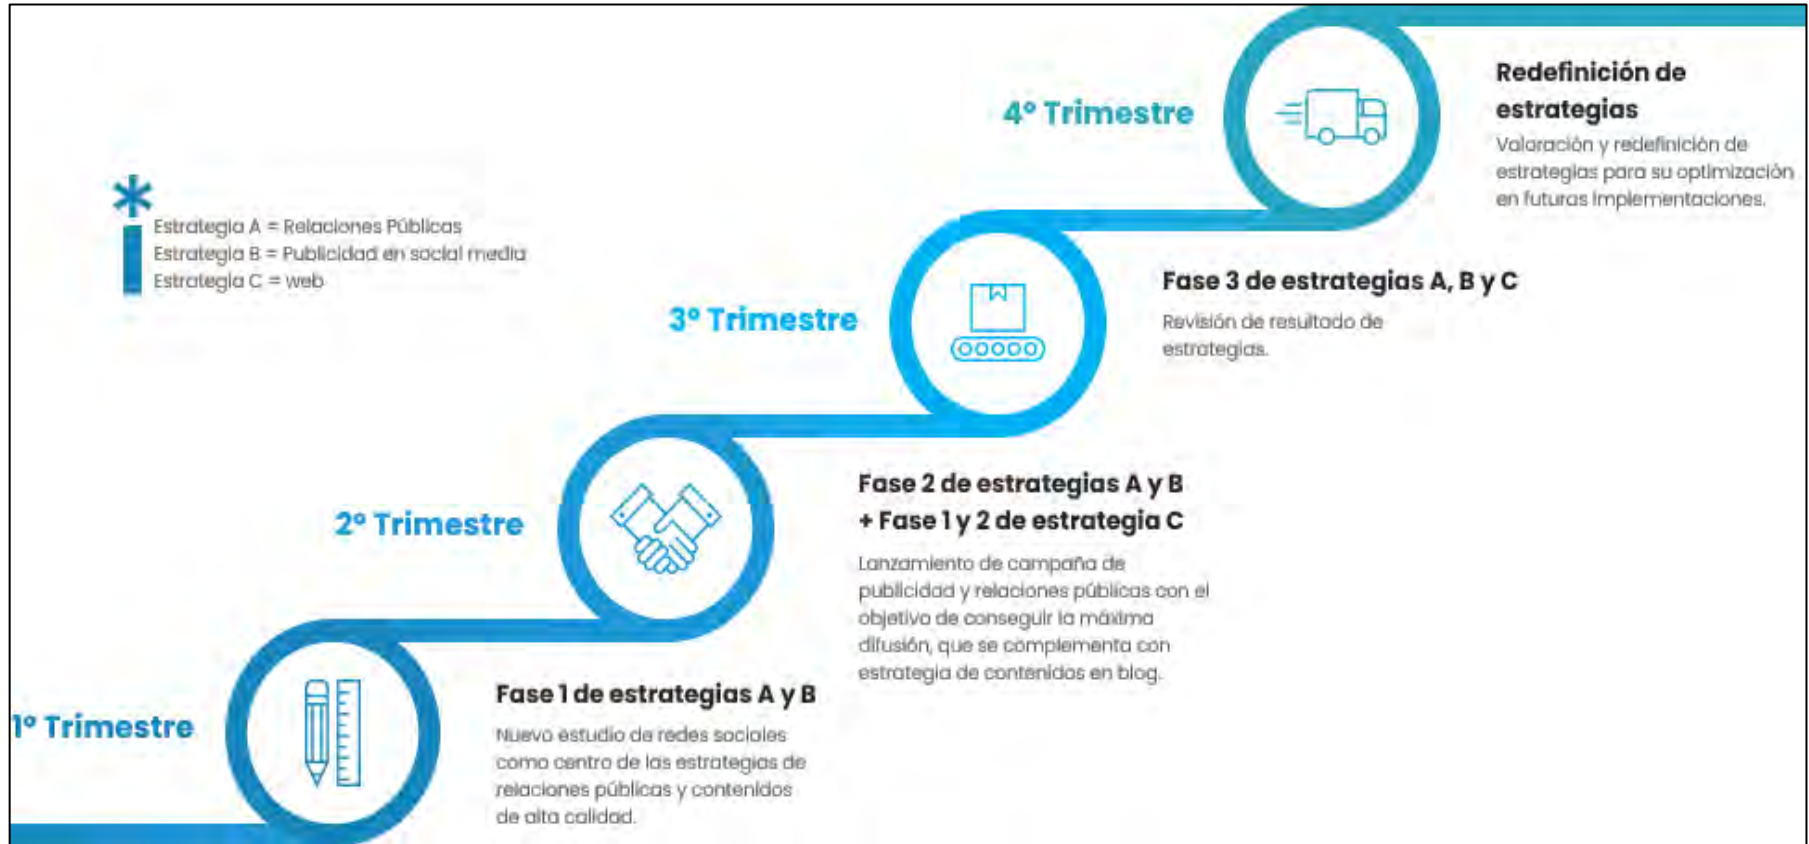 4º Trimestre
Redefinición de
estrategias
Valoración y redefinición de
estrategias para su optimización
en futuras implementaciones.
*
Estrategia A = Relaciones Públicas
Estrategia B = Publicidad en social media
Estrategia C = web
3º Trimestre
Fase 3 de estrategias A, B y C
Revisión de resultado de
estrategias.
2º Trimestre
Fase 2 de estrategias A y B
+ Fase 1 y 2 de estrategia C
Lanzamiento de campaña de
publicidad y relaciones públicas con el
objetivo de conseguir la máxima
difusión, que se complementa con
estrategia de contenidos en blog.
1º Trimestre
Fase 1 de estrategias A y B
Nuevo estudio de redes sociales
como centro de las estrategias de
relaciones públicas y contenidos
de alta calidad.